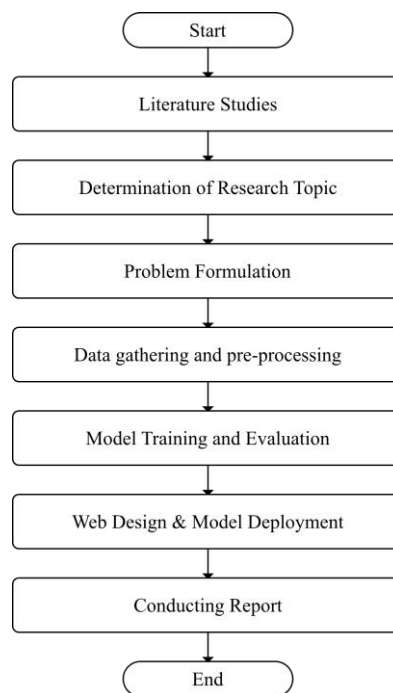 Start
Literature Studies
Determination of Research Topic
Problem Formulation
Data gathering and pre-processing
Model Training and Evaluation
Web Design & Model Deployment
Conducting Report
End